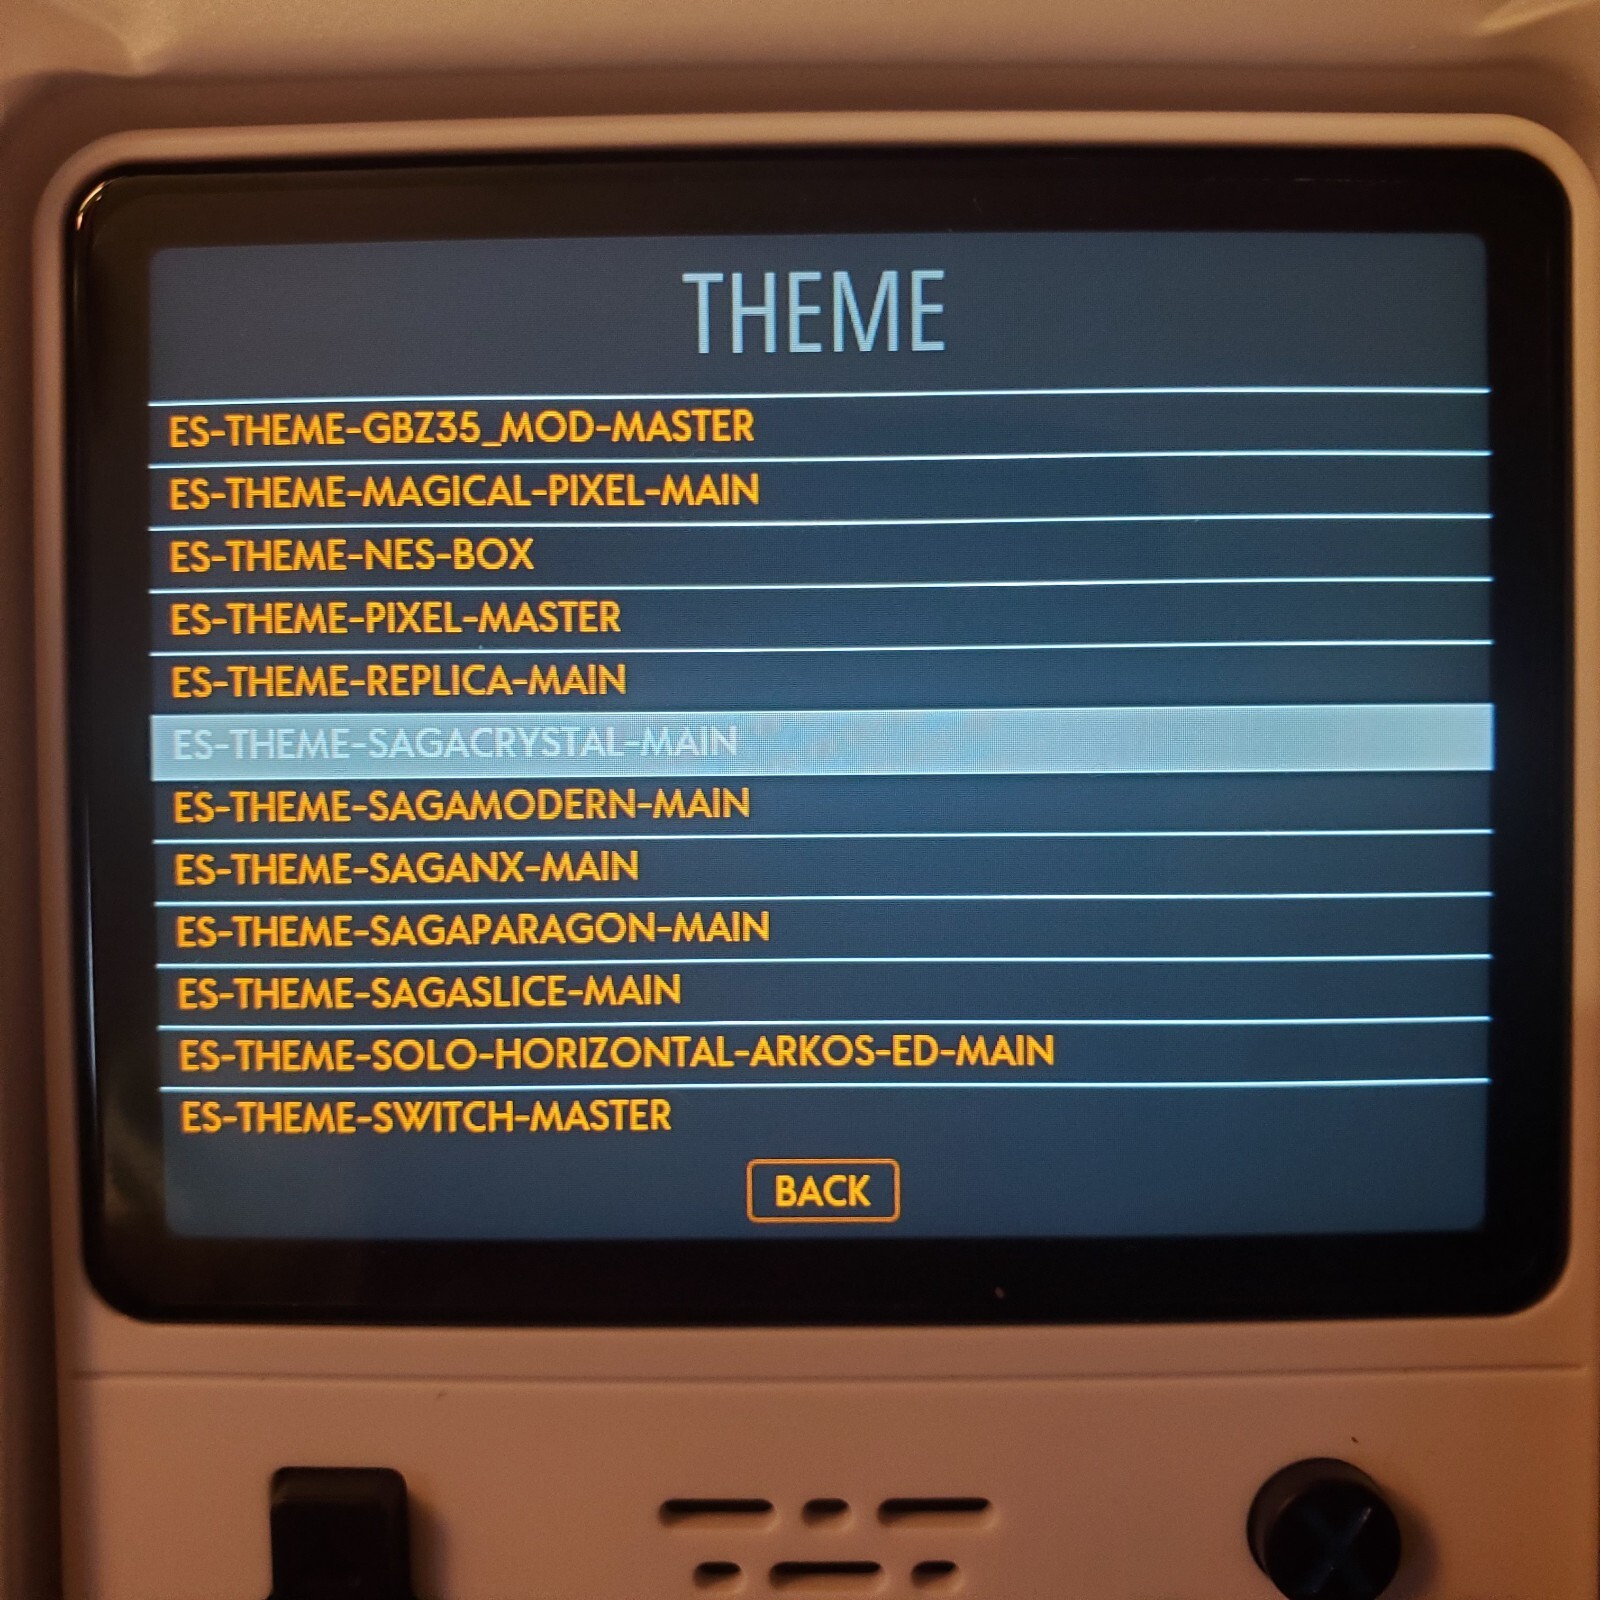 THEME
ES-THEME-GBZ35_MOD-MASTER
ES-THEME-MAGICAL-PIXEL-MAIN
ES-THEME-NES-BOX
ES-THEME-PIXEL-MASTER
ES-THEME-REPLICA-MAIN
ES-THEME-SAGACRYSTAL-MAIN
ES-THEME-SAGAMODERN-MAIN
ES-THEME-SAGANX-MAIN
ES-THEME-SAGAPARAGON-MAIN
ES-THEME-SAGASLICE-MAIN
ES-THEME-SOLO-HORIZONTAL-ARKOS-ED-MAIN
ES-THEME-SWITCH-MASTER
BACK
X